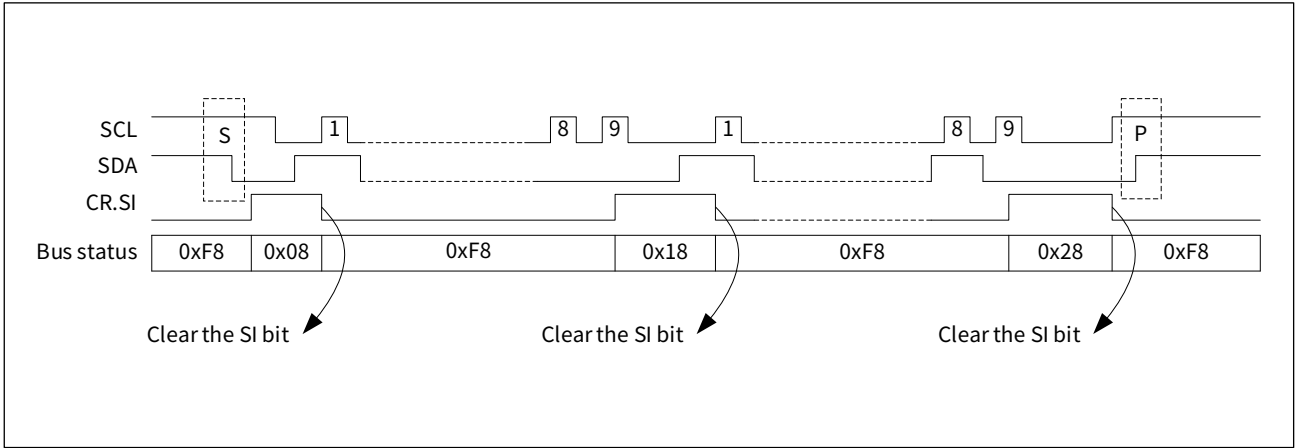 SCL S 1 8 9 1 8 9 P
SDA
CR.SI
Bus status 0xF8 0x08 0xF8 0x18 0xF8 0x28 0xF8
Clear the SI bit Clear the SI bit Clear the SI bit